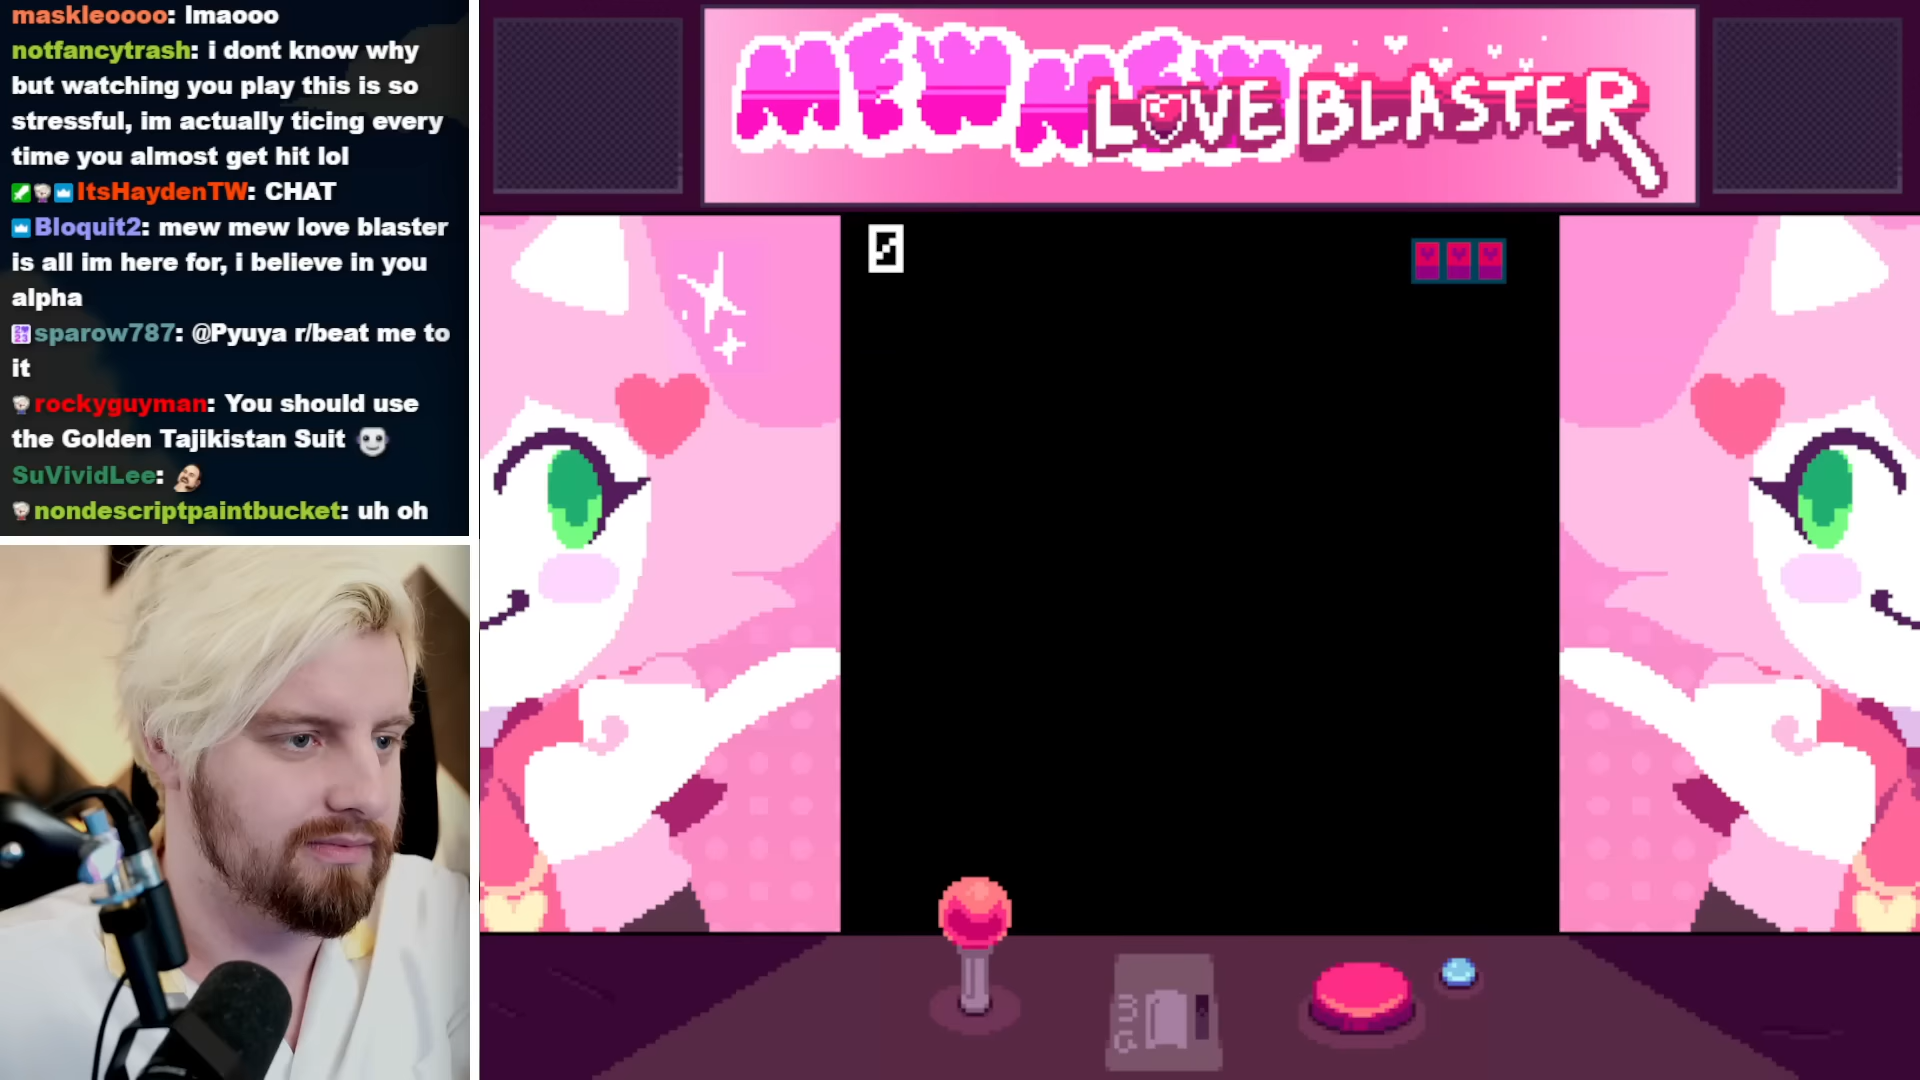 maskleoooo: lmaooo
notfancytrash: i dont know why
but watching you play this is so
stressful, im actually ticing every
time you almost get hit lol
ItsHaydenTW: CHAT
Bloquit2: mew mew love blaster
is all im here for, i believe in you
alpha
sparow787: @Pyuya r/beat me to
it
rockyguyman: You should use
the Golden Tajikistan Suit
SuVividLee:
nondescriptpaintbucket: uh oh
MEW MEW
LOVE BLASTER
0